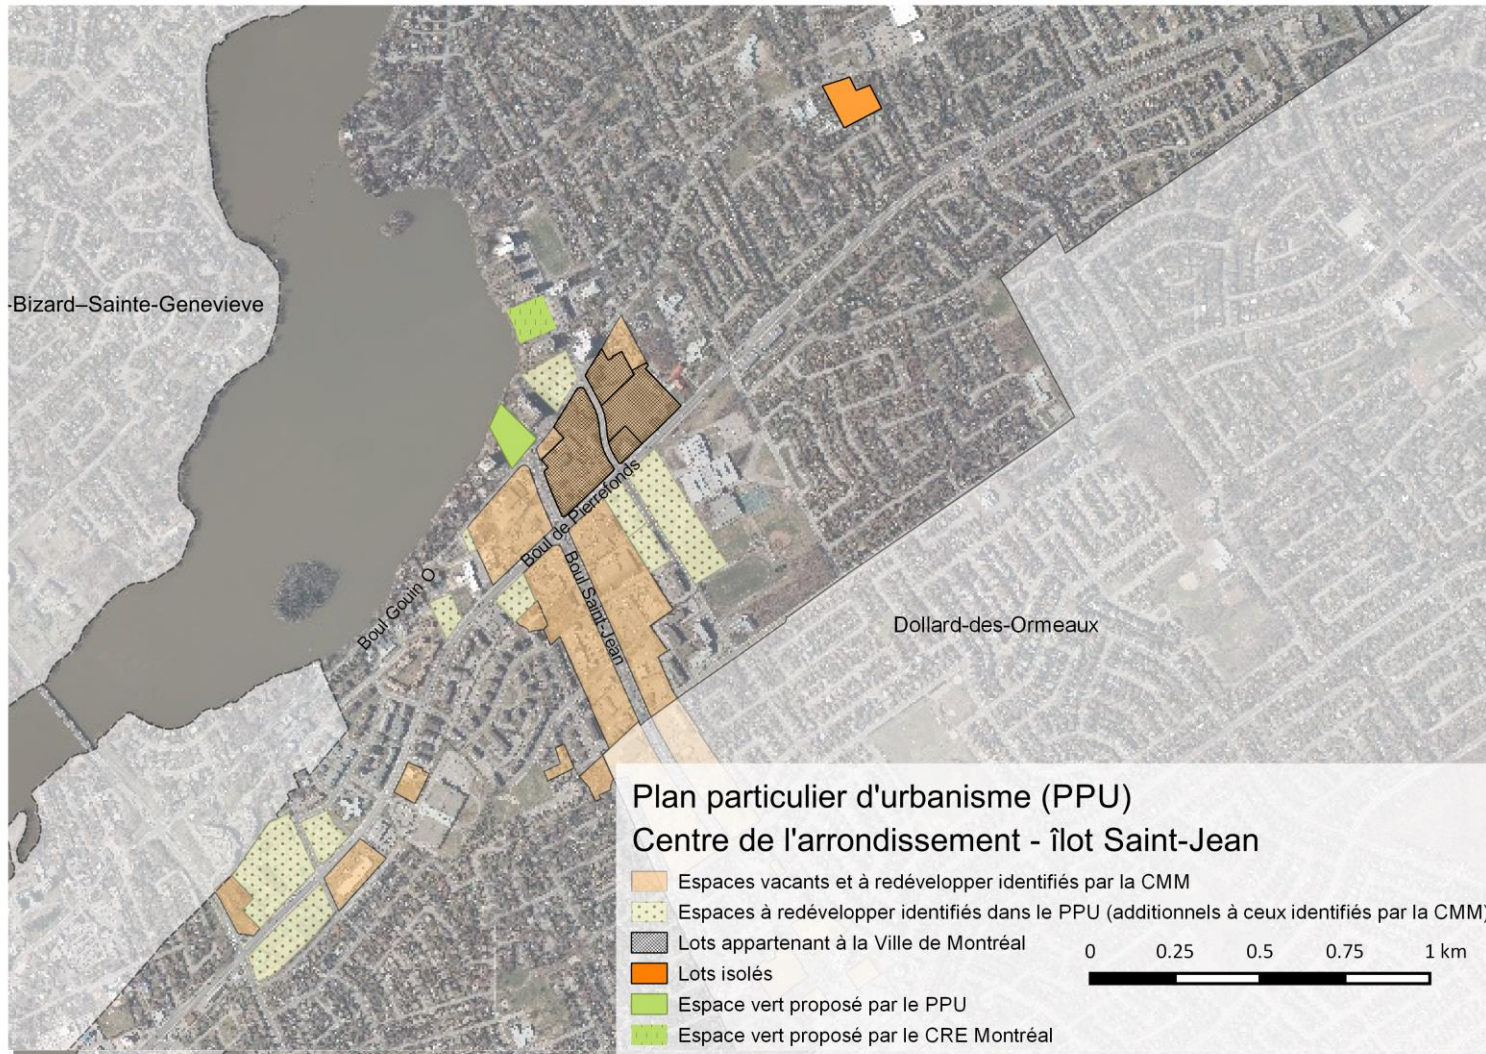 -Bizard–Sainte-Genevieve
Boul de Pierrefonds
Boul Gouin O
Boul Saint-Jean
Dollard-des-Ormeaux
Plan particulier d'urbanisme (PPU)
Centre de l'arrondissement - îlot Saint-Jean
Espaces vacants et à redévelopper identifiés par la CMM
Espaces à redévelopper identifiés dans le PPU (additionnels à ceux identifiés par la CMM)
Lots appartenant à la Ville de Montréal
0 0.25 0.5 0.75 1 km
Lots isolés
Espace vert proposé par le PPU
Espace vert proposé par le CRE Montréal